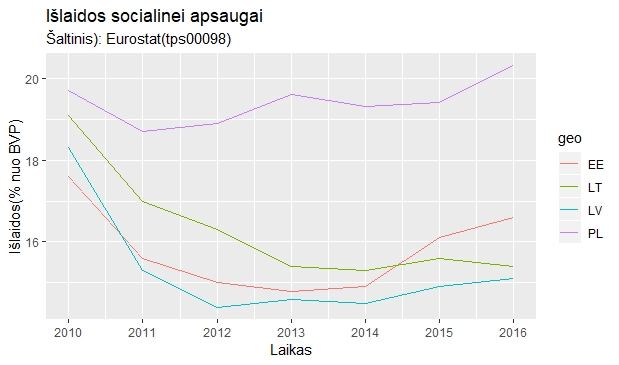 Išlaidos socialinei apsaugai
Šaltinis): Eurostat(tps00098)
Išlaidos(% nuo BVP)
20
18
16
2010 2011 2012 2013 2014 2015 2016
Laikas
geo
EE
LT
LV
PL